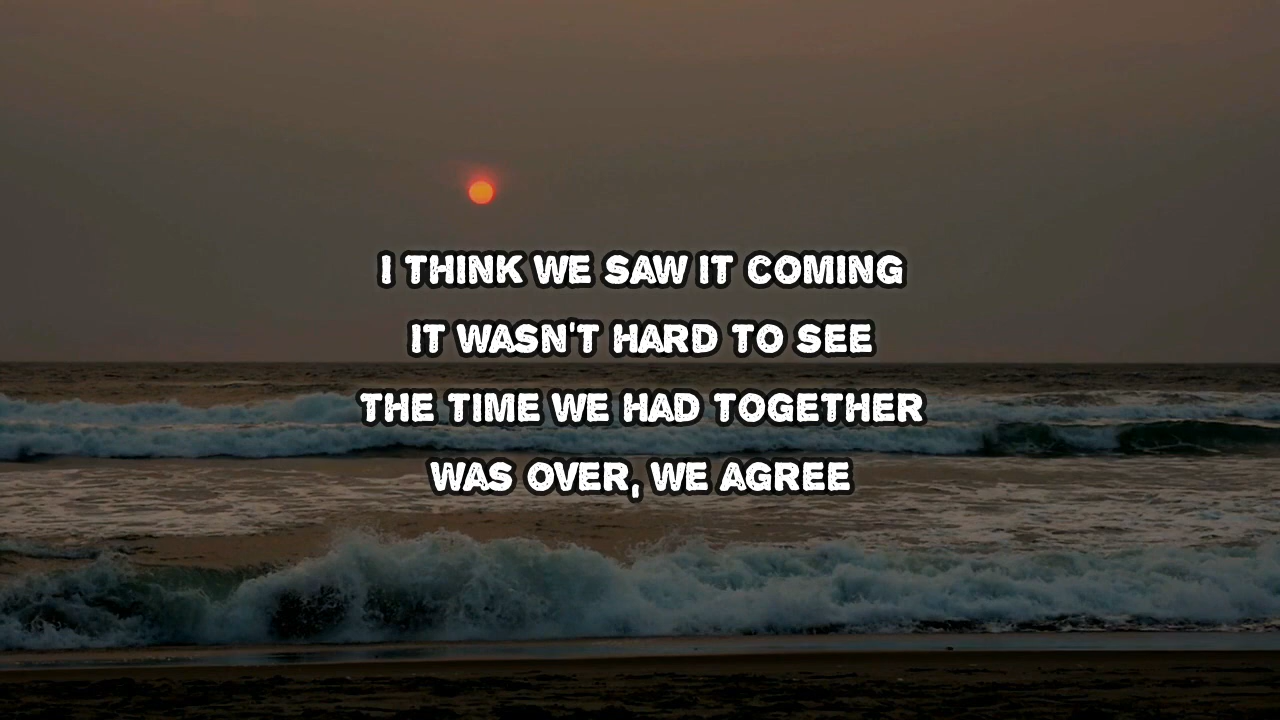 I THINK WE SAW IT COMING
IT WASN'T HARD TO SEE
THE TIME WE HAD TOGETHER
WAS OVER, WE AGREE